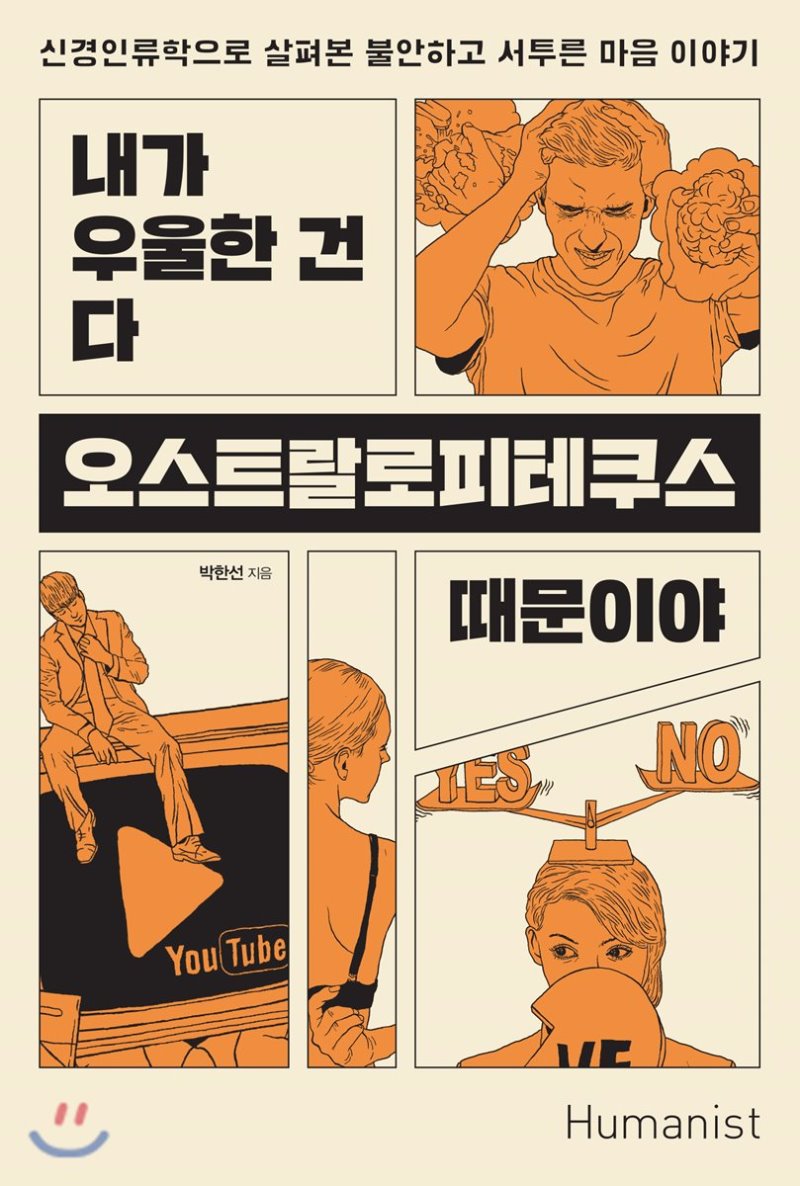 신경인류학으로 살펴본 불안하고 서투른 마음 이야기
내가
우울한 건
다
오스트랄로피테쿠스
박한선 지음
때문이야
YES
NO
YouTube
Humanist